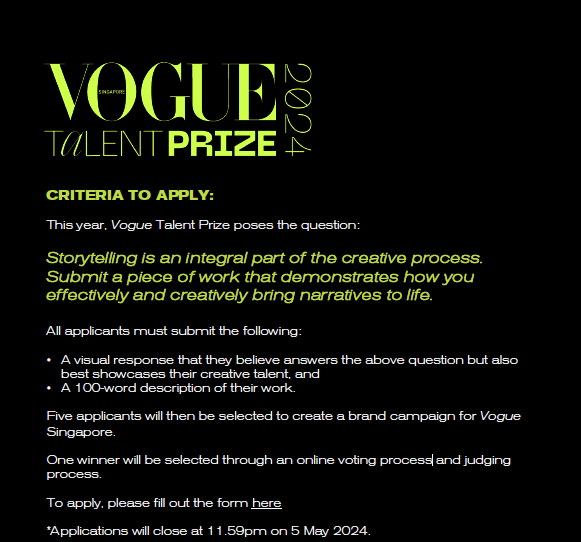 VOGUE
SINGAPORE
TaLENT PRIZE
2024
CRITERIA TO APPLY:
This year, Vogue Talent Prize poses the question:
Storytelling is an integral part of the creative process.
Submit a piece of work that demonstrates how you
effectively and creatively bring narratives to life.
All applicants must submit the following:
• A visual response that they believe answers the above question but also
best showcases their creative talent, and
• A 100-word description of their work.
Five applicants will then be selected to create a brand campaign for Vogue
Singapore.
One winner will be selected through an online voting process and judging
process.
To apply, please fill out the form here
*Applications will close at 11.59pm on 5 May 2024.